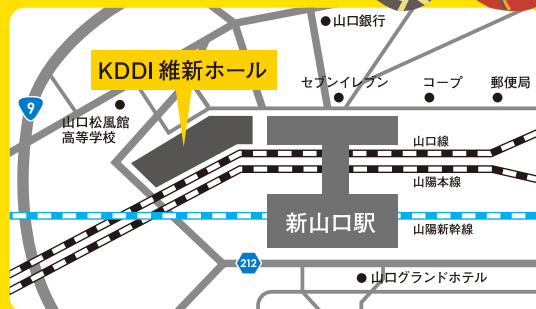 山口銀行
KDDI 維新ホール
セブンイレブン
コープ
郵便局
9
山口松風館
高等学校
山口線
山陽本線
新山口駅
山陽新幹線
212
山口グランドホテル